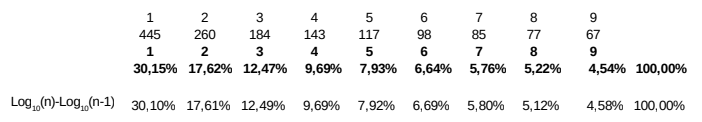 1 2 3 4 5 6 7 8 9
445 260 184 143 117 98 85 77 67
1 2 3 4 5 6 7 8 9
30,15% 17,62% 12,47% 9,69% 7,93% 6,64% 5,76% 5,22% 4,54% 100,00%
Log₁₀(n)-Log₁₀(n-1) 30,10% 17,61% 12,49% 9,69% 7,92% 6,69% 5,80% 5,12% 4,58% 100,00%